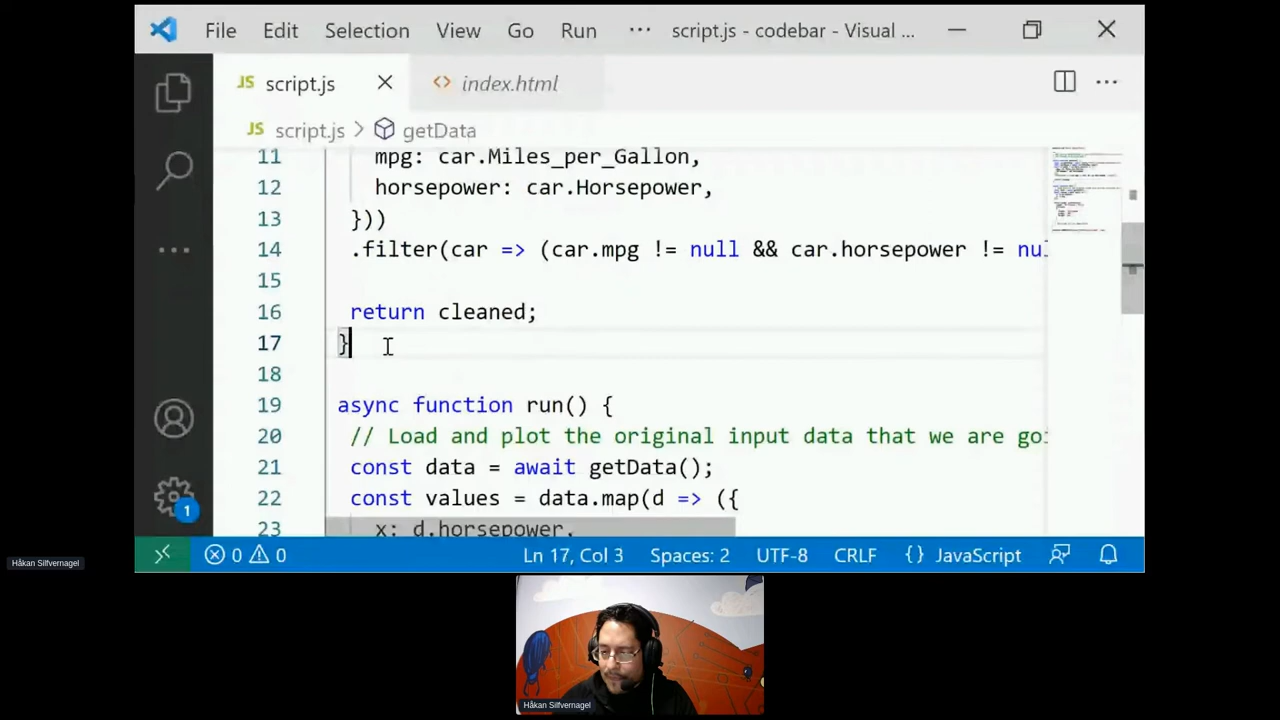 File Edit Selection View Go Run ··· script.js - codebar - Visual ...
JS script.js index.html
JS script.js > getData
11 mpg: car.Miles_per_Gallon,
12 horsepower: car.Horsepower,
13 }))
14 .filter(car => (car.mpg != null && car.horsepower != nul
15
16 return cleaned;
17 }
18
19 async function run() {
20 // Load and plot the original input data that we are goi
21 const data = await getData();
22 const values = data.map(d => ({
23 x: d.horsepower,
1
0 0 Ln 17, Col 3 Spaces: 2 UTF-8 CRLF {} JavaScript
Håkan Silfvernagel
Håkan Silfvernagel